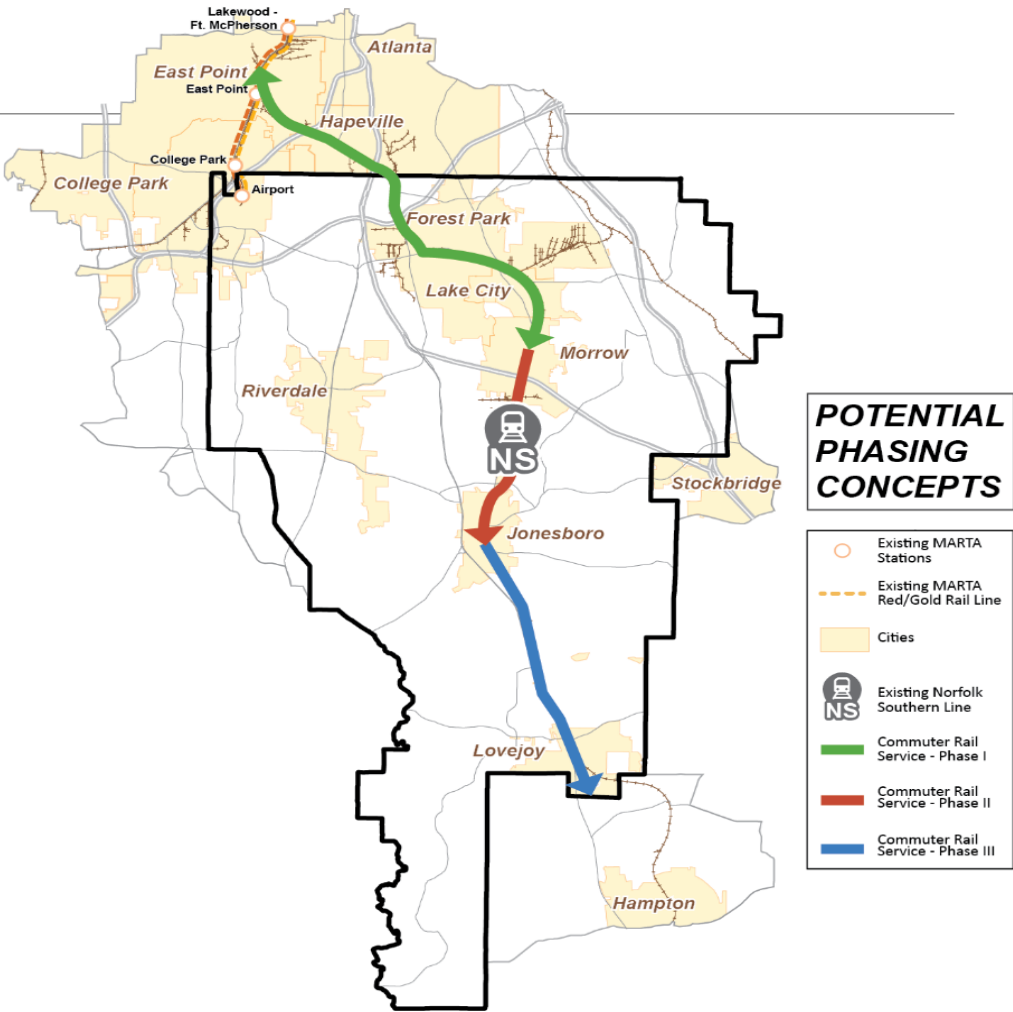 Lakewood -
Ft. McPherson
Atlanta
East Point
East Point
Hapeville
College Park
College Park
Airport
Forest Park
Lake City
Morrow
Riverdale
NS
Stockbridge
Jonesboro
Lovejoy
Hampton
POTENTIAL
PHASING
CONCEPTS
Existing MARTA
Stations
Existing MARTA
Red/Gold Rail Line
Cities
NS
Existing Norfolk
Southern Line
Commuter Rail
Service - Phase I
Commuter Rail
Service - Phase II
Commuter Rail
Service - Phase III